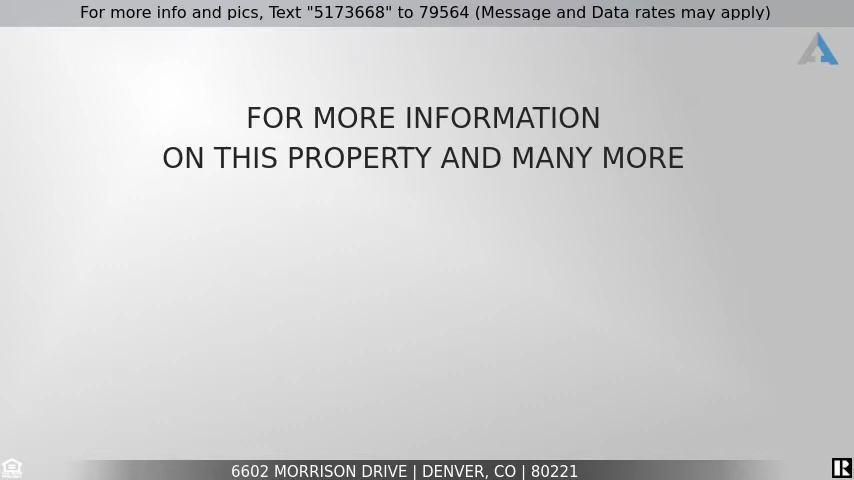 For more info and pics, Text "5173668" to 79564 (Message and Data rates may apply)
FOR MORE INFORMATION
ON THIS PROPERTY AND MANY MORE
6602 MORRISON DRIVE | DENVER, CO | 80221